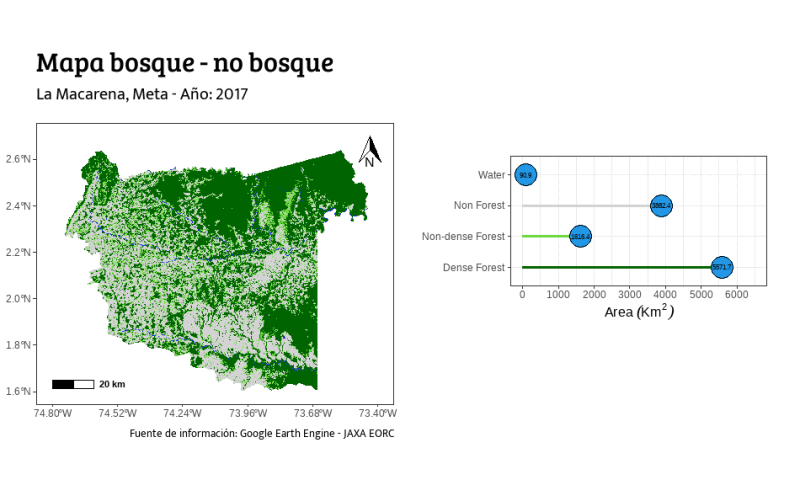 Mapa bosque - no bosque
La Macarena, Meta - Año: 2017
N
2.6°N
2.4°N
2.2°N
2.0°N
1.8°N
1.6°N
20 km
74.80°W 74.52°W 74.24°W 73.96°W 73.68°W 73.40°W
Fuente de información: Google Earth Engine - JAXA EORC
Water 90.9
Non Forest 3882.4
Non-dense Forest 1616.4
Dense Forest 5571.7
0 1000 2000 3000 4000 5000 6000
Area (Km²)